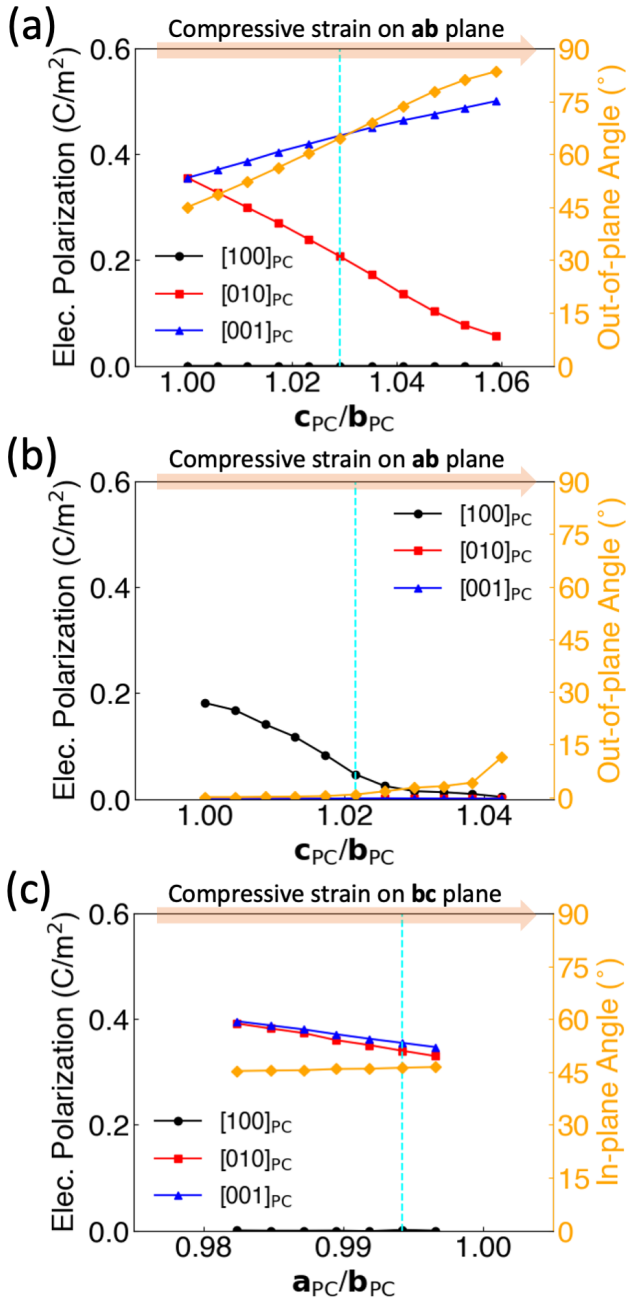 (a)
Compressive strain on ab plane
Elec. Polarization (C/m²)
0.6
0.4
0.2
0.0
[100]PC
[010]PC
[001]PC
90
75
60
45
30
15
0
Out-of-plane Angle (°)
1.00 1.02 1.04 1.06
cPC/bPC
(b)
Compressive strain on ab plane
Elec. Polarization (C/m²)
0.6
0.4
0.2
0.0
[100]PC
[010]PC
[001]PC
90
75
60
45
30
15
0
Out-of-plane Angle (°)
1.00 1.02 1.04
cPC/bPC
(c)
Compressive strain on bc plane
Elec. Polarization (C/m²)
0.6
0.4
0.2
0.0
[100]PC
[010]PC
[001]PC
90
75
60
45
30
15
0
In-plane Angle (°)
0.98 0.99 1.00
aPC/bPC